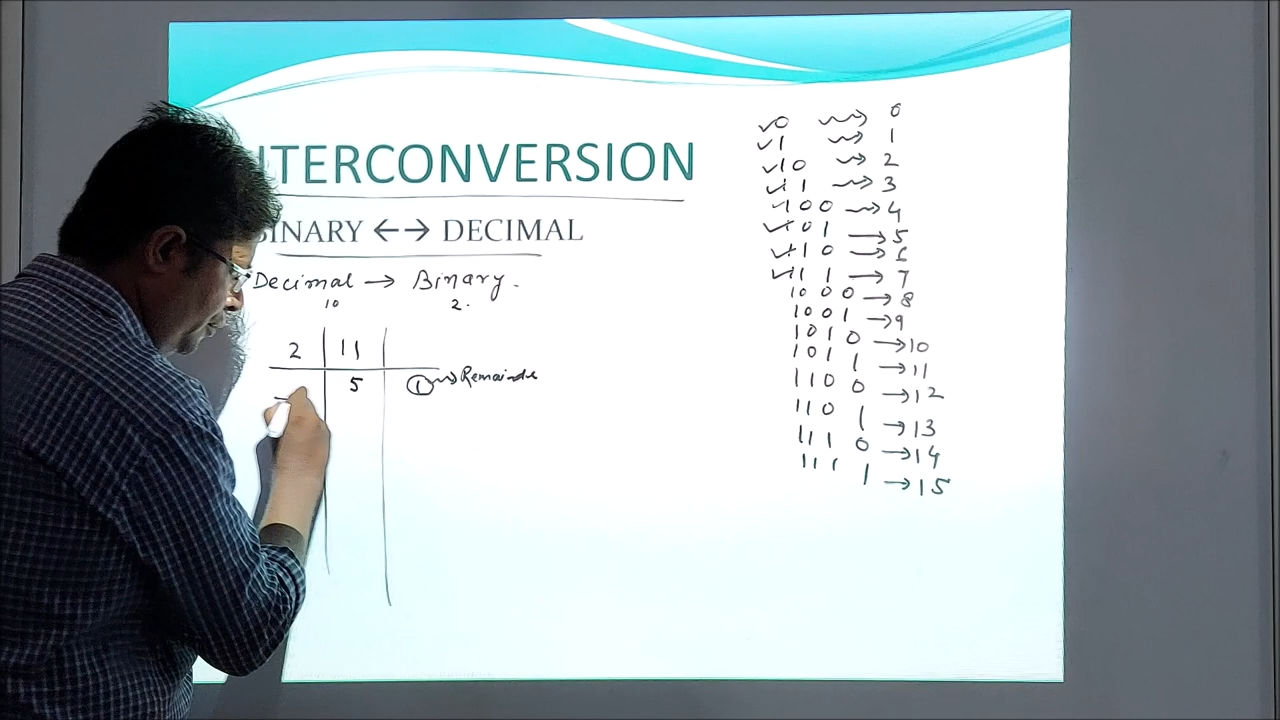 NTERCONVERSION
BINARY ←→ DECIMAL
Decimal → Binary.
10 2.
2 11
5 1 → Remainder
✓0 → 0
✓1 → 1
✓10 → 2
✓11 → 3
✓100 → 4
✓101 → 5
✓110 → 6
✓111 → 7
1000 → 8
1001 → 9
1010 → 10
1011 → 11
1100 → 12
1101 → 13
1110 → 14
1111 → 15